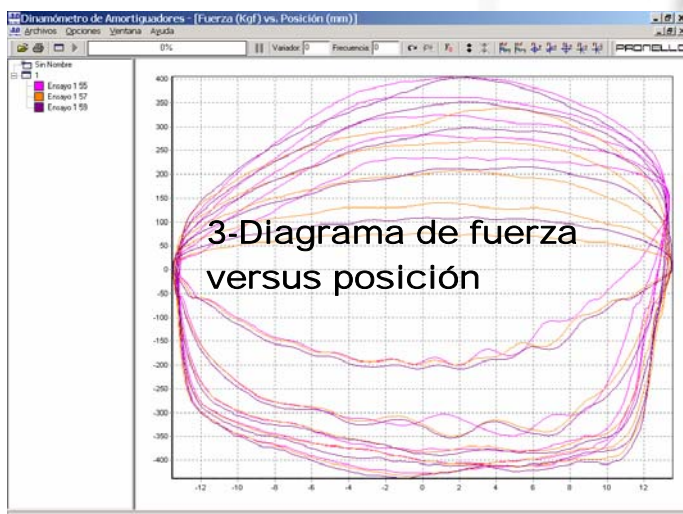 Dinamómetro de Amortiguadores - [Fuerza (Kgf) vs. Posición (mm)]
Archivos Opciones Ventana Ayuda
0% Variador: 0 Frecuencia: 0 PRONELLO
Sin Nombre
1
Ensayo 1 55
Ensayo 1 57
Ensayo 1 59
400
350
300
250
200
150
100
50
0
-50
-100
-150
-200
-250
-300
-350
-400
-12 -10 -8 -6 -4 -2 0 2 4 6 8 10 12
3-Diagrama de fuerza
versus posición